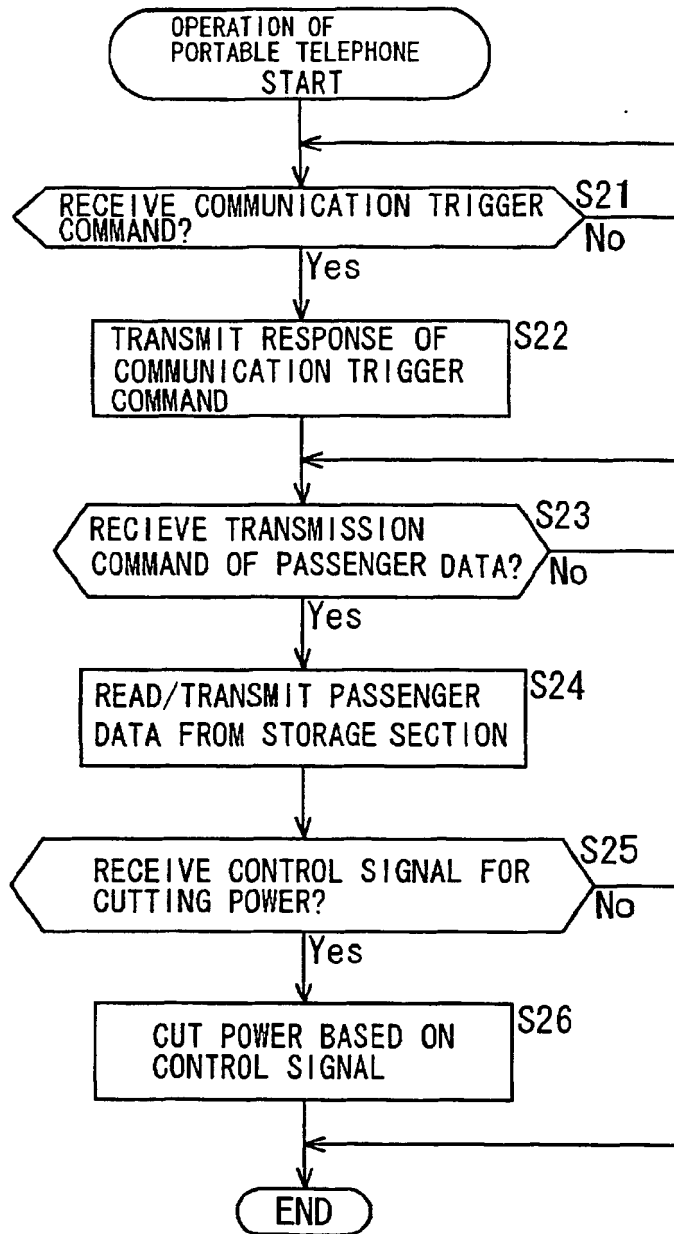 OPERATION OF
PORTABLE TELEPHONE
START
RECEIVE COMMUNICATION TRIGGER
COMMAND?
S21
No
Yes
TRANSMIT RESPONSE OF
COMMUNICATION TRIGGER
COMMAND
S22
RECIEVE TRANSMISSION
COMMAND OF PASSENGER DATA?
S23
No
Yes
READ/TRANSMIT PASSENGER
DATA FROM STORAGE SECTION
S24
RECEIVE CONTROL SIGNAL FOR
CUTTING POWER?
S25
No
Yes
CUT POWER BASED ON
CONTROL SIGNAL
S26
END